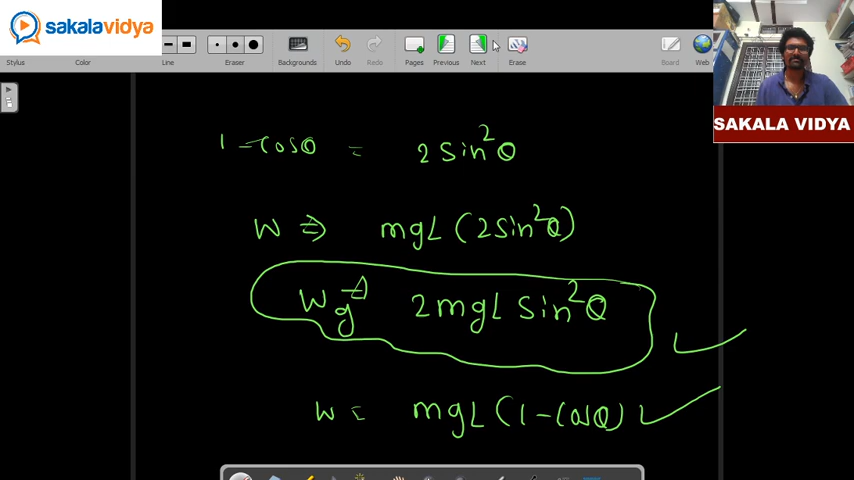 sakalavidya
Stylus Color Line Eraser Backgrounds Undo Redo Pages Previous Next Erase Board Web
SAKALA VIDYA
1 - cosθ = 2 sin²θ
W ⇒ mgL (2sin²θ)
Wg = 2mgL sin²θ
W = mgL (1 - cosθ)